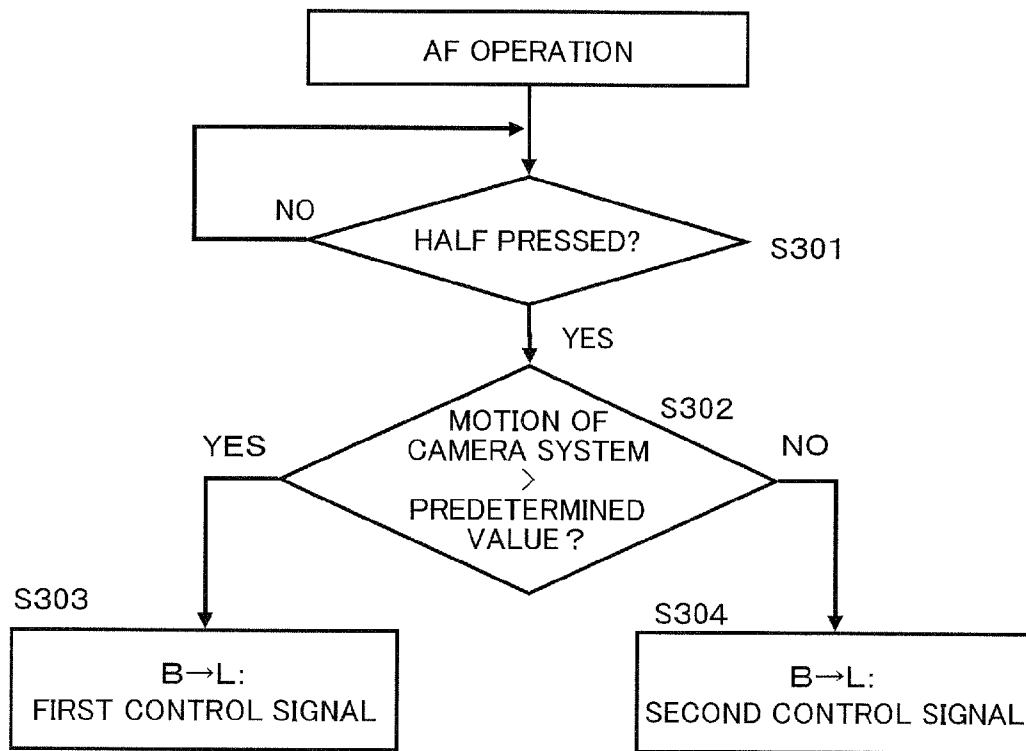 AF OPERATION
NO
HALF PRESSED?
S301
YES
S302
MOTION OF
CAMERA SYSTEM
>
PREDETERMINED
VALUE?
YES
NO
S303
B→L:
FIRST CONTROL SIGNAL
S304
B→L:
SECOND CONTROL SIGNAL